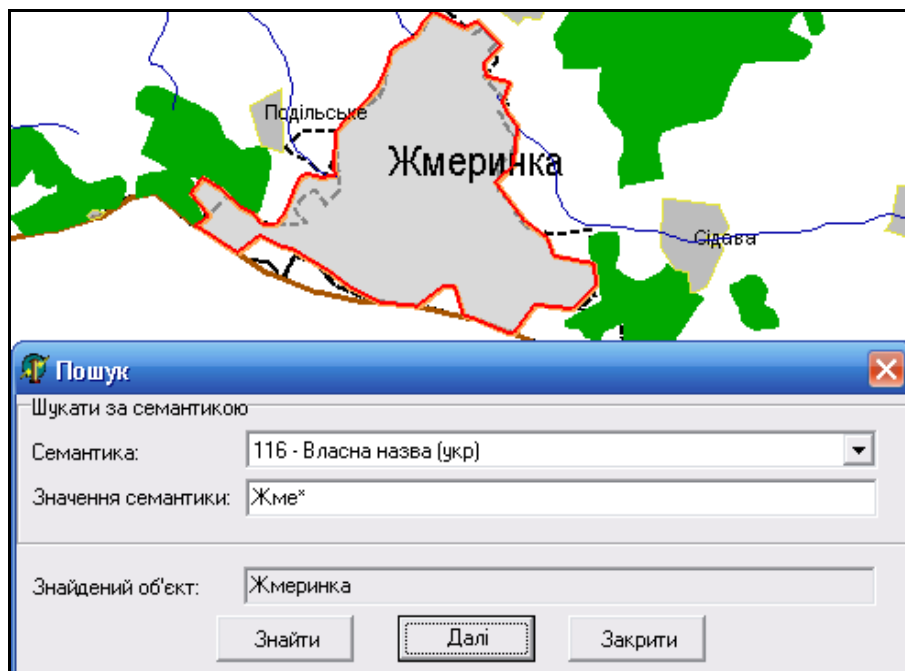 Подільське
Жмеринка
Сідава
Пошук
Шукати за семантикою
Семантика: 116 - Власна назва (укр)
Значення семантики: Жме*
Знайдений об'єкт: Жмеринка
Знайти Далі Закрити